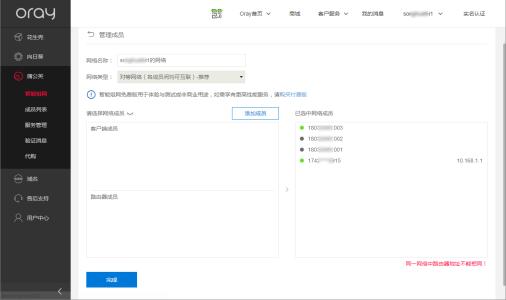 oray
Oray首页
商城
客户服务
我的消息
实名认证
花生壳
向日葵
蒲公英
智能组网
成员列表
服务管理
验证消息
代购
域名
售后支持
用户中心
管理成员
网络名称：
的网络
网络类型：
对等网络（各成员间均可互联）-推荐
智能组网免费版用于体验与测试或非商业用途，如需享有更高性能服务，请购买付费版
请选择网络成员
添加成员
已选中网络成员
客户端成员
路由器成员
180 003
180 002
180 001
1742 15
10.168.1.1
同一网络中路由器地址不能相同！
完成